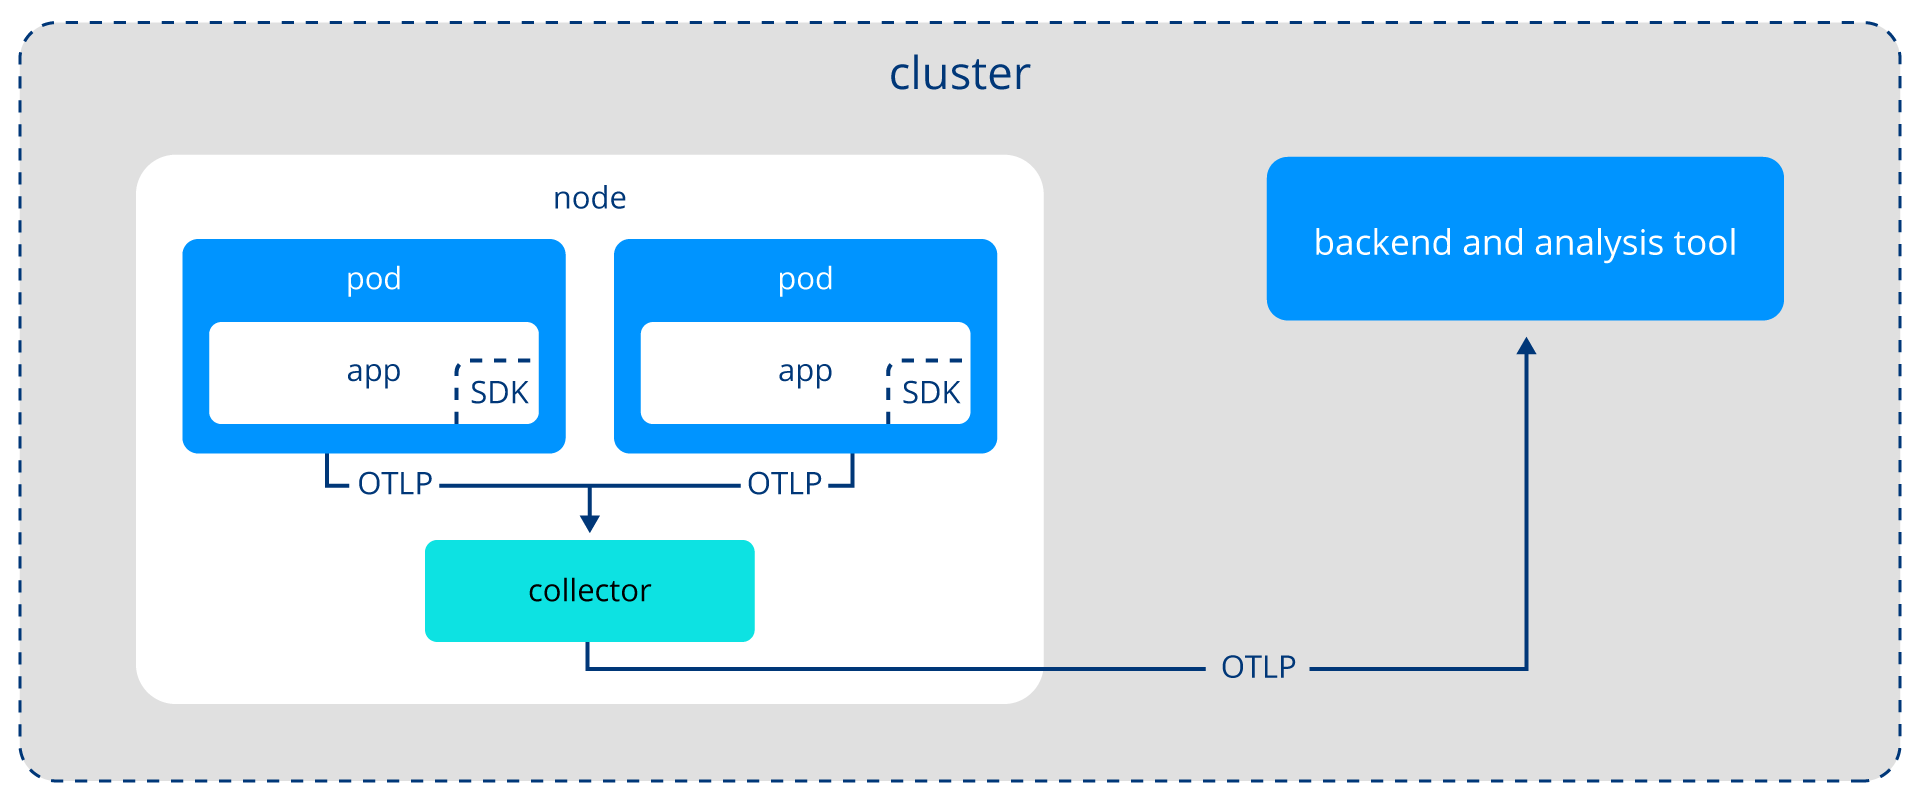 cluster
node
backend and analysis tool
pod
pod
app
SDK
app
SDK
OTLP
OTLP
collector
OTLP